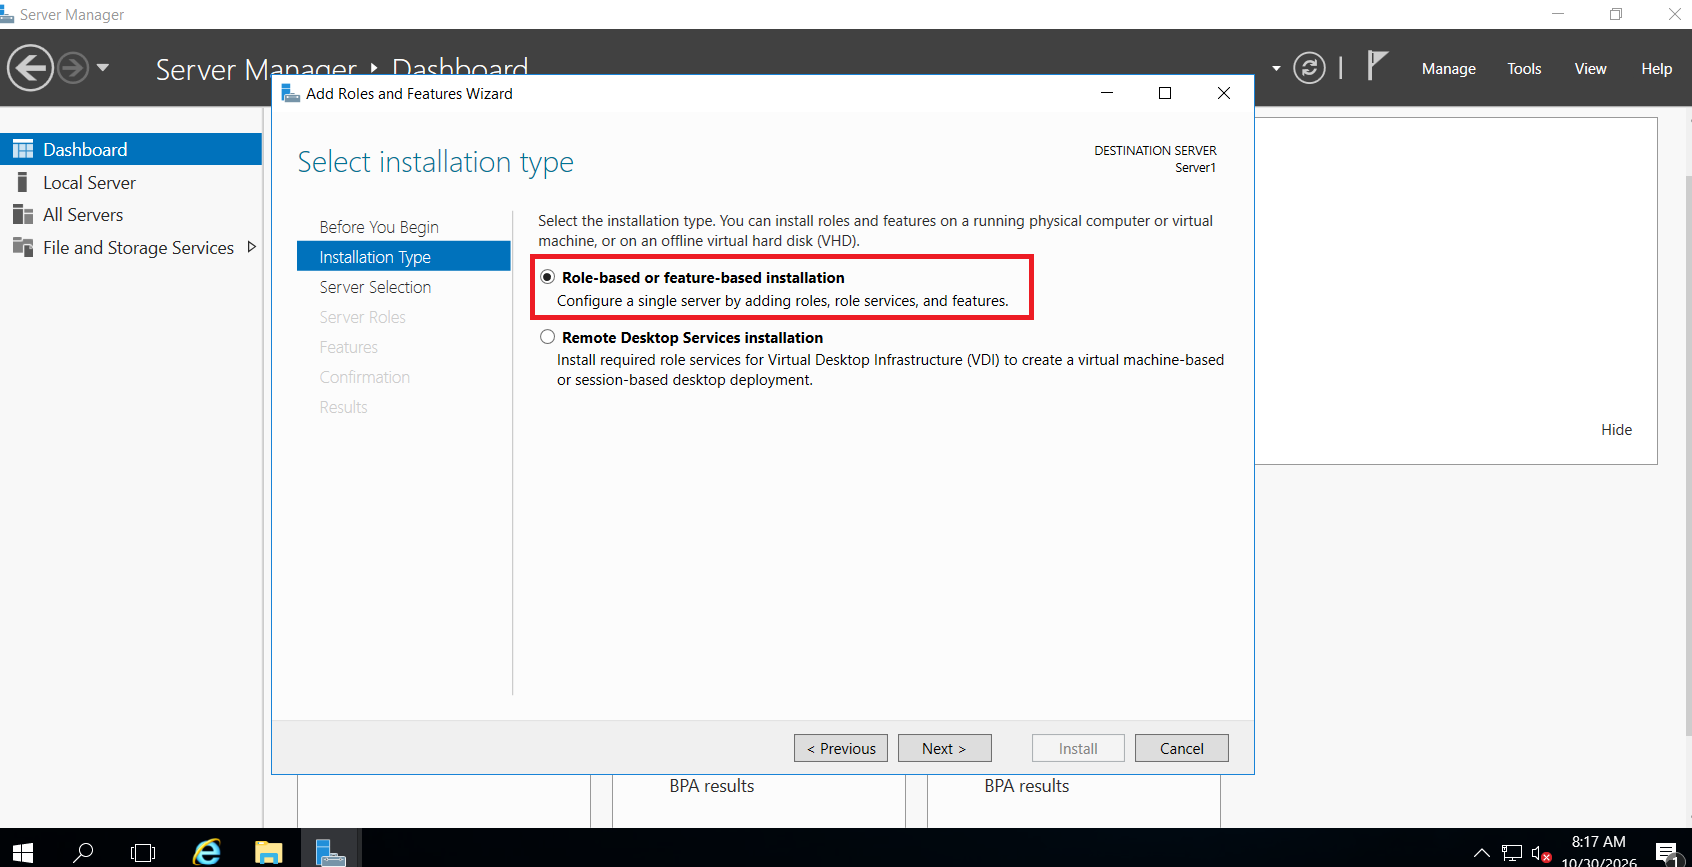 Server Manager
Server Manager Dashboard
Manage Tools View Help
Dashboard
Local Server
All Servers
File and Storage Services
Add Roles and Features Wizard
Select installation type
DESTINATION SERVER
Server1
Before You Begin
Installation Type
Server Selection
Server Roles
Features
Confirmation
Results
Select the installation type. You can install roles and features on a running physical computer or virtual
machine, or on an offline virtual hard disk (VHD).
Role-based or feature-based installation
Configure a single server by adding roles, role services, and features.
Remote Desktop Services installation
Install required role services for Virtual Desktop Infrastructure (VDI) to create a virtual machine-based
or session-based desktop deployment.
Hide
< Previous
Next >
Install
Cancel
BPA results
BPA results
8:17 AM
10/30/2026
1